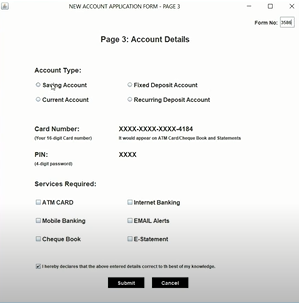 NEW ACCOUNT APPLICATION FORM - PAGE 3
Form No:
Page 3: Account Details
Account Type:
Saving Account Fixed Deposit Account
Current Account Recurring Deposit Account
Card Number: XXXX-XXXX-XXXX-4184
(Your 16-digit Card number) It would appear on ATM Card/Cheque Book and Statements
PIN: XXXX
(4-digit password)
Services Required:
ATM CARD Internet Banking
Mobile Banking EMAIL Alerts
Cheque Book E-Statement
I hereby declares that the above entered details correct to th best of my knowledge.
Submit Cancel